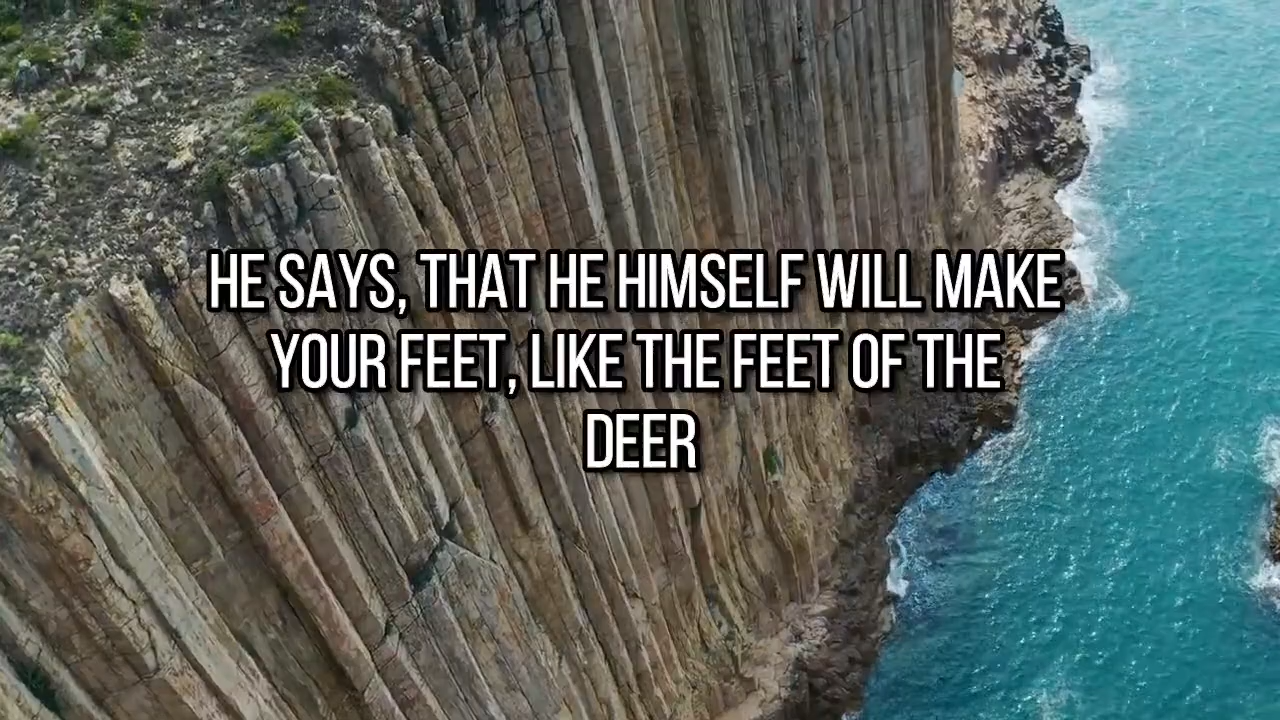 HE SAYS, THAT HE HIMSELF WILL MAKE
YOUR FEET, LIKE THE FEET OF THE
DEER